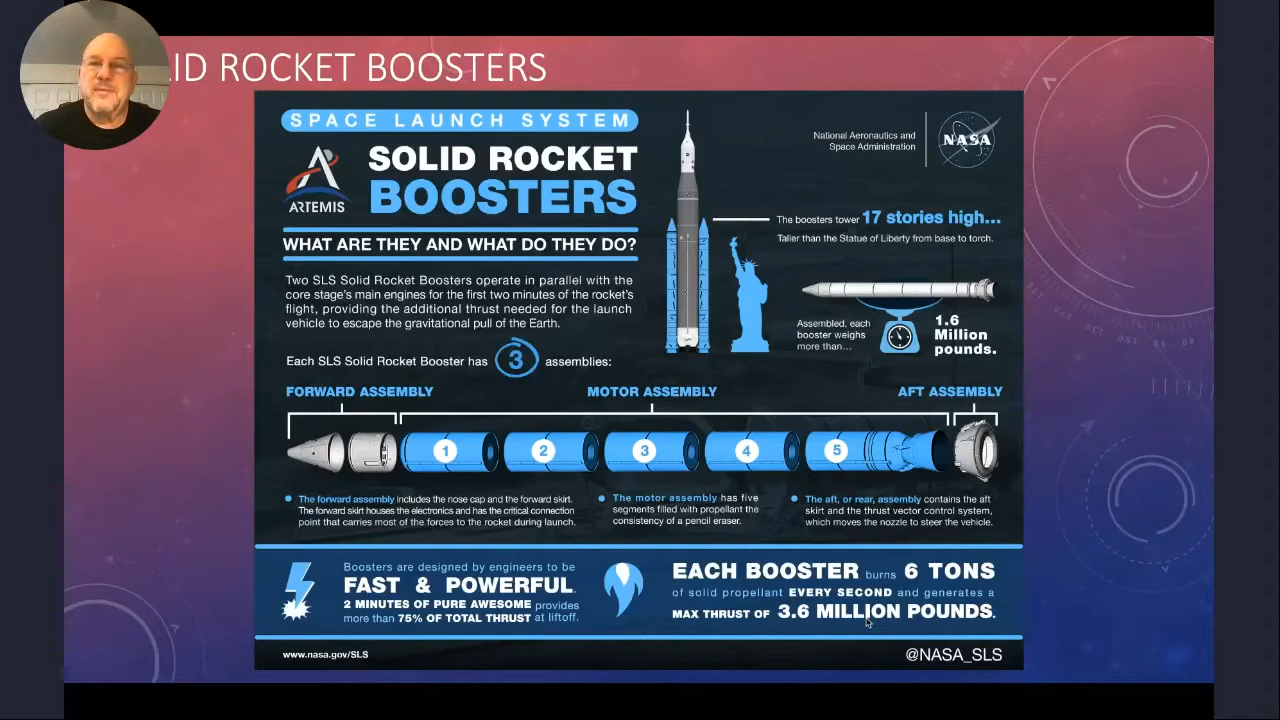 ID ROCKET BOOSTERS
SPACE LAUNCH SYSTEM
ARTEMIS
SOLID ROCKET
BOOSTERS
WHAT ARE THEY AND WHAT DO THEY DO?
Two SLS Solid Rocket Boosters operate in parallel with the
core stage's main engines for the first two minutes of the rocket's
flight, providing the additional thrust needed for the launch
vehicle to escape the gravitational pull of the Earth.
National Aeronautics and
Space Administration
NASA
The boosters tower 17 stories high...
Taller than the Statue of Liberty from base to torch.
Assembled, each
booster weighs
more than...
1.6
Million
pounds.
Each SLS Solid Rocket Booster has 3 assemblies:
FORWARD ASSEMBLY
MOTOR ASSEMBLY
AFT ASSEMBLY
1 2 3 4 5
The forward assembly includes the nose cap and the forward skirt.
The forward skirt houses the electronics and has the critical connection
point that carries most of the forces to the rocket during launch.
The motor assembly has five
segments filled with propellant the
consistency of a pencil eraser.
The aft, or rear, assembly contains the aft
skirt and the thrust vector control system,
which moves the nozzle to steer the vehicle.
Boosters are designed by engineers to be
FAST & POWERFUL.
2 MINUTES OF PURE AWESOME provides
more than 75% OF TOTAL THRUST at liftoff.
EACH BOOSTER burns 6 TONS
of solid propellant EVERY SECOND and generates a
MAX THRUST OF 3.6 MILLION POUNDS.
www.nasa.gov/SLS
@NASA_SLS